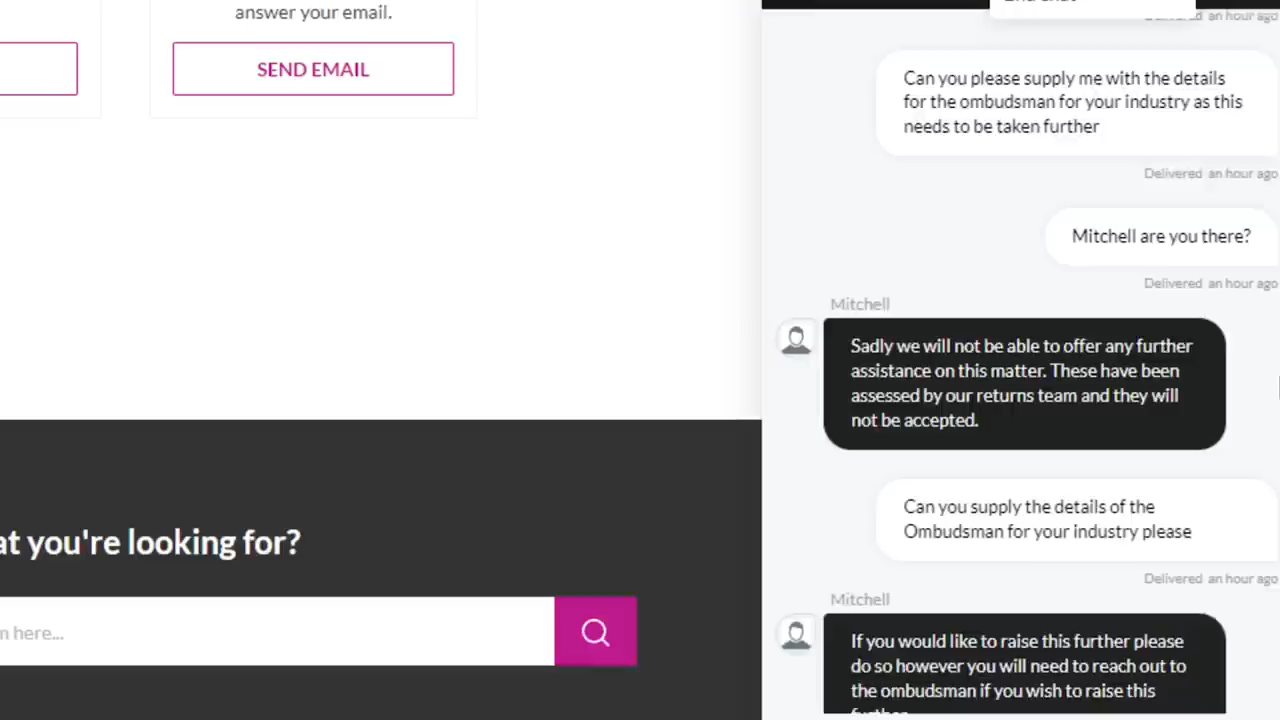 answer your email.
SEND EMAIL
at you're looking for?
n here...
Delivered an hour ago
Can you please supply me with the details
for the ombudsman for your industry as this
needs to be taken further
Delivered an hour ago
Mitchell are you there?
Delivered an hour ago
Mitchell
Sadly we will not be able to offer any further
assistance on this matter. These have been
assessed by our returns team and they will
not be accepted.
Can you supply the details of the
Ombudsman for your industry please
Delivered an hour ago
Mitchell
If you would like to raise this further please
do so however you will need to reach out to
the ombudsman if you wish to raise this